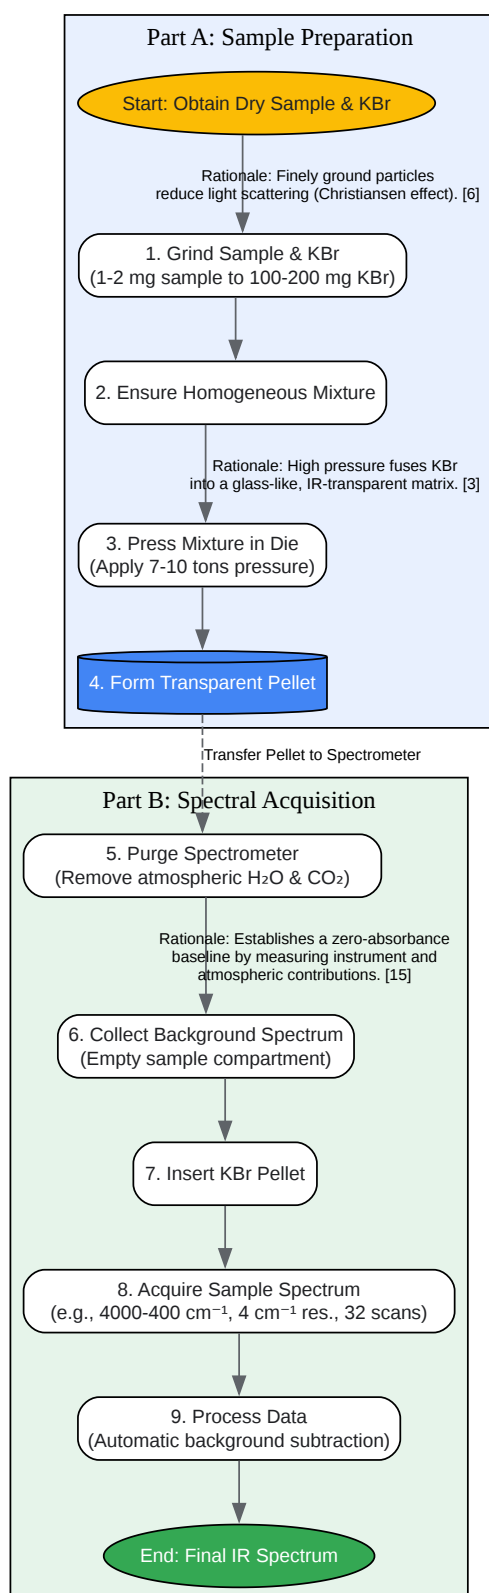 Part A: Sample Preparation
Start: Obtain Dry Sample & KBr
Rationale: Finely ground particles
reduce light scattering (Christiansen effect). [6]
1. Grind Sample & KBr
(1-2 mg sample to 100-200 mg KBr)
2. Ensure Homogeneous Mixture
Rationale: High pressure fuses KBr
into a glass-like, IR-transparent matrix. [3]
3. Press Mixture in Die
(Apply 7-10 tons pressure)
4. Form Transparent Pellet
Transfer Pellet to Spectrometer
Part B: Spectral Acquisition
5. Purge Spectrometer
(Remove atmospheric H₂O & CO₂)
Rationale: Establishes a zero-absorbance
baseline by measuring instrument and
atmospheric contributions. [15]
6. Collect Background Spectrum
(Empty sample compartment)
7. Insert KBr Pellet
8. Acquire Sample Spectrum
(e.g., 4000-400 cm⁻¹, 4 cm⁻¹ res., 32 scans)
9. Process Data
(Automatic background subtraction)
End: Final IR Spectrum